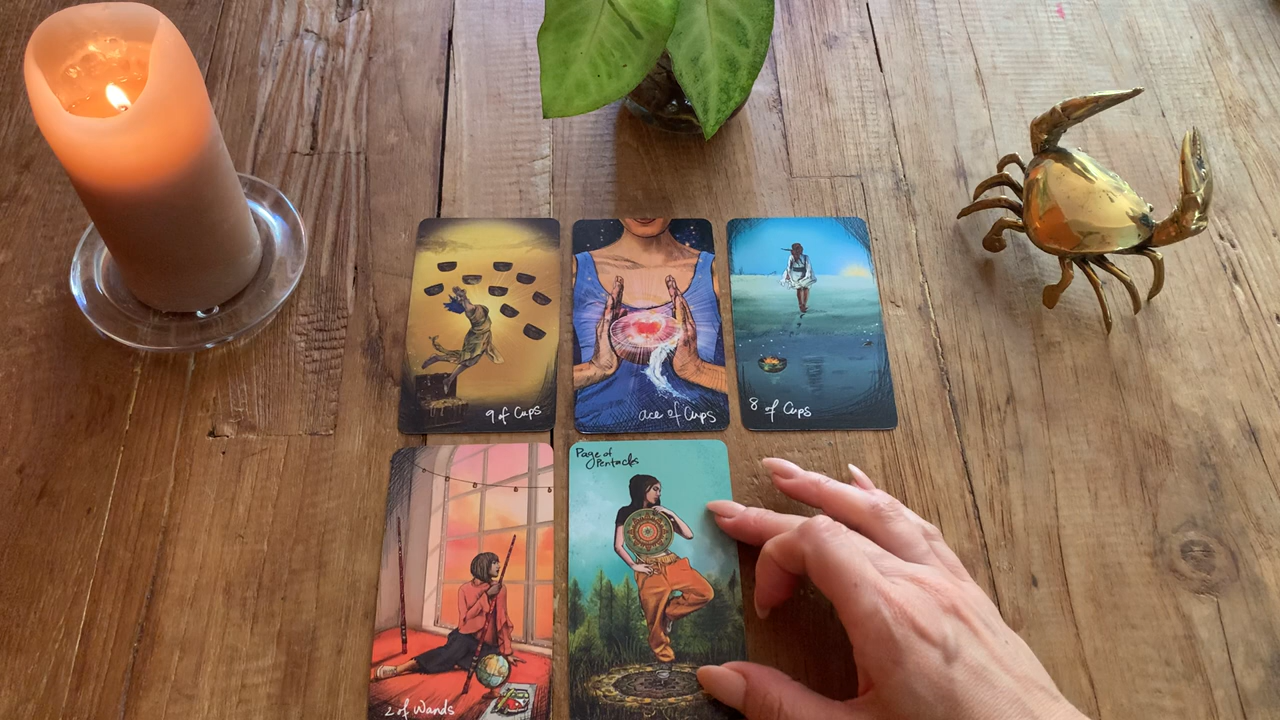 9 of Cups
ace of Cups
8 of Cups
2 of Wands
Page of
Pentacles